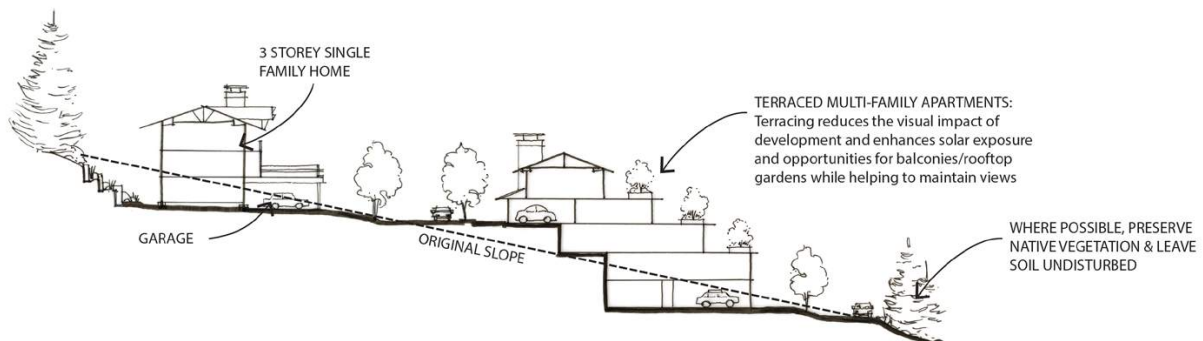 3 STOREY SINGLE
FAMILY HOME
GARAGE
ORIGINAL SLOPE
TERRACED MULTI-FAMILY APARTMENTS:
Terracing reduces the visual impact of
development and enhances solar exposure
and opportunities for balconies/rooftop
gardens while helping to maintain views
WHERE POSSIBLE, PRESERVE
NATIVE VEGETATION & LEAVE
SOIL UNDISTURBED